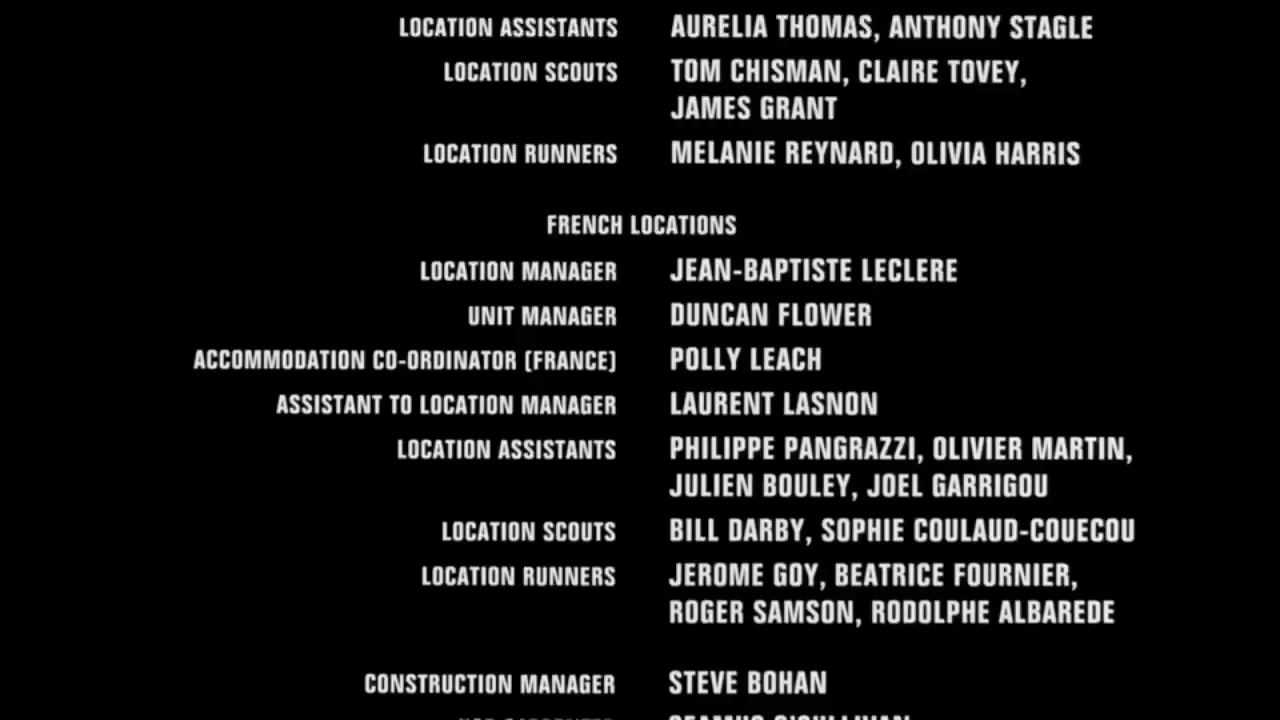 LOCATION ASSISTANTS AURELIA THOMAS, ANTHONY STAGLE
LOCATION SCOUTS TOM CHISMAN, CLAIRE TOVEY,
JAMES GRANT
LOCATION RUNNERS MELANIE REYNARD, OLIVIA HARRIS
FRENCH LOCATIONS
LOCATION MANAGER JEAN-BAPTISTE LECLERE
UNIT MANAGER DUNCAN FLOWER
ACCOMMODATION CO-ORDINATOR (FRANCE) POLLY LEACH
ASSISTANT TO LOCATION MANAGER LAURENT LASNON
LOCATION ASSISTANTS PHILIPPE PANGRAZZI, OLIVIER MARTIN,
JULIEN BOULEY, JOEL GARRIGOU
LOCATION SCOUTS BILL DARBY, SOPHIE COULAUD-COUECOU
LOCATION RUNNERS JEROME GOY, BEATRICE FOURNIER,
ROGER SAMSON, RODOLPHE ALBAREDE
CONSTRUCTION MANAGER STEVE BOHAN